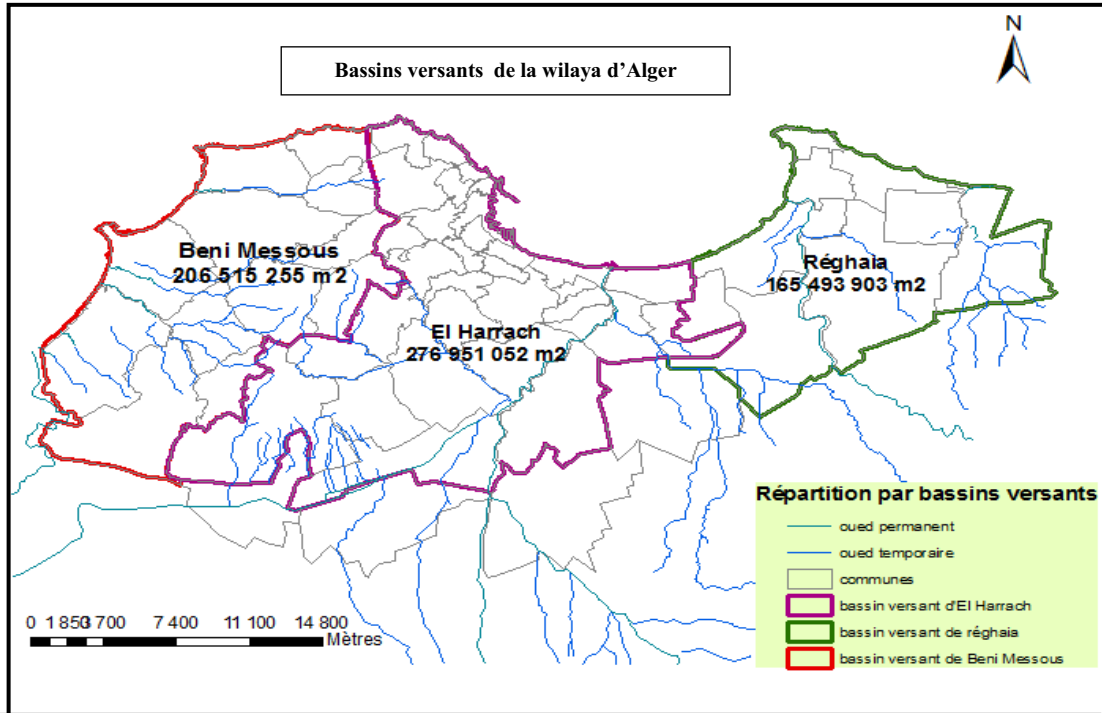 N
Bassins versants de la wilaya d'Alger
Beni Messous
206 515 255 m2
El Harrach
276 951 052 m2
Réghaia
165 493 903 m2
Répartition par bassins versants
oued permanent
oued temporaire
communes
bassin versant d'El Harrach
bassin versant de réghaia
bassin versant de Beni Messous
0 1 850 3 700 7 400 11 100 14 800
Mètres